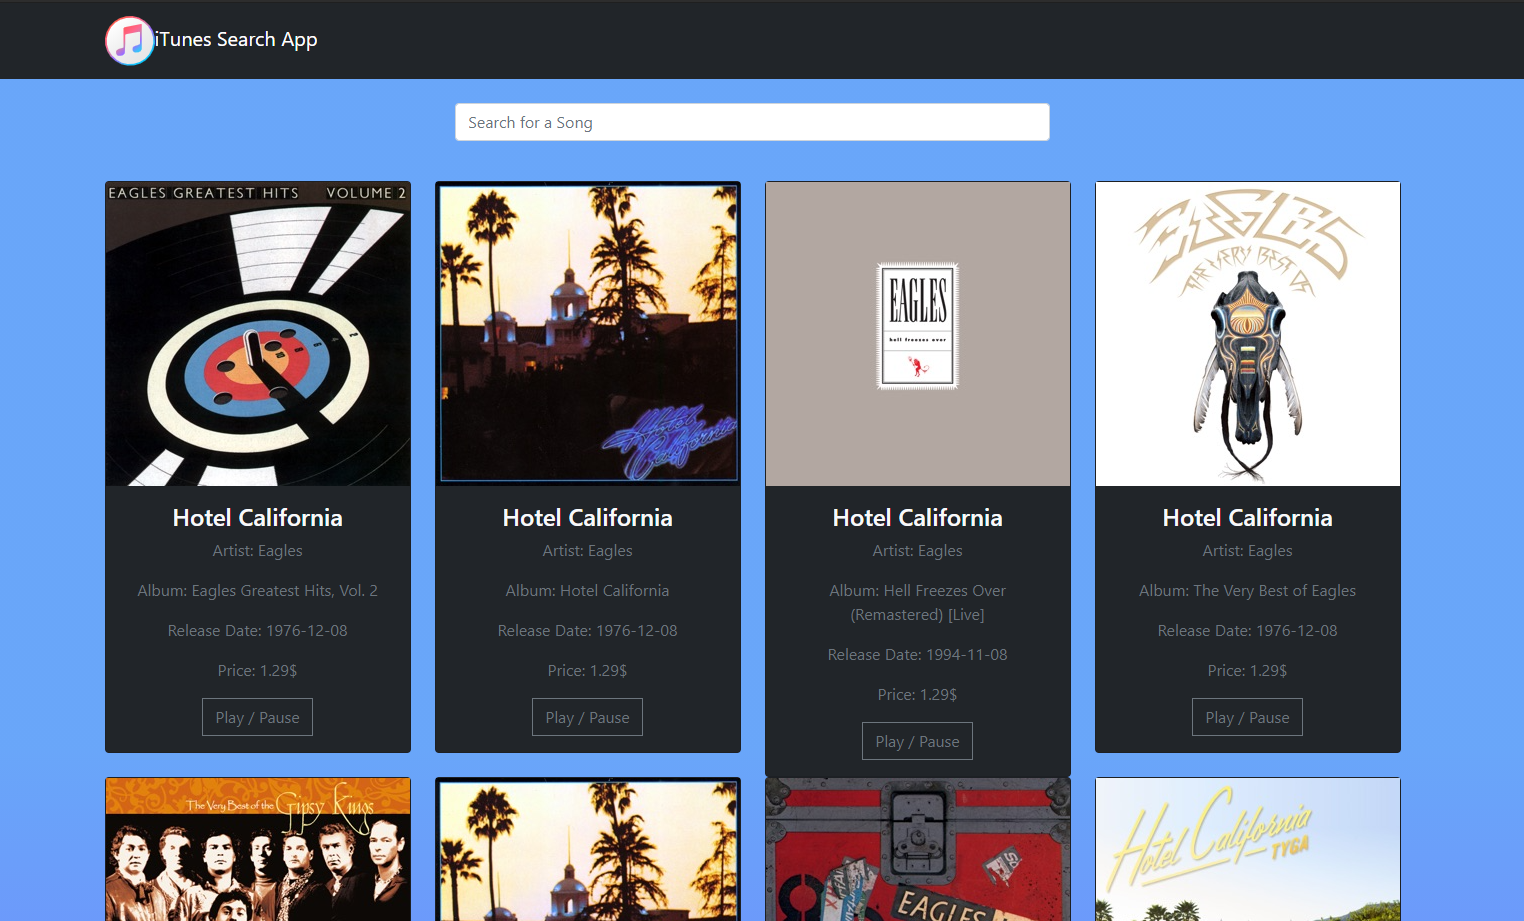 iTunes Search App
Search for a Song
EAGLES GREATEST HITS VOLUME 2
Hotel California
EAGLES
hell freezes over
EAGLES
THE VERY BEST OF
Hotel California
Artist: Eagles
Album: Eagles Greatest Hits, Vol. 2
Release Date: 1976-12-08
Price: 1.29$
Play / Pause
Hotel California
Artist: Eagles
Album: Hotel California
Release Date: 1976-12-08
Price: 1.29$
Play / Pause
Hotel California
Artist: Eagles
Album: Hell Freezes Over
(Remastered) [Live]
Release Date: 1994-11-08
Price: 1.29$
Play / Pause
Hotel California
Artist: Eagles
Album: The Very Best of Eagles
Release Date: 1976-12-08
Price: 1.29$
Play / Pause
The Very Best of the Gipsy Kings
EAGLES
Hotel California
TYGA